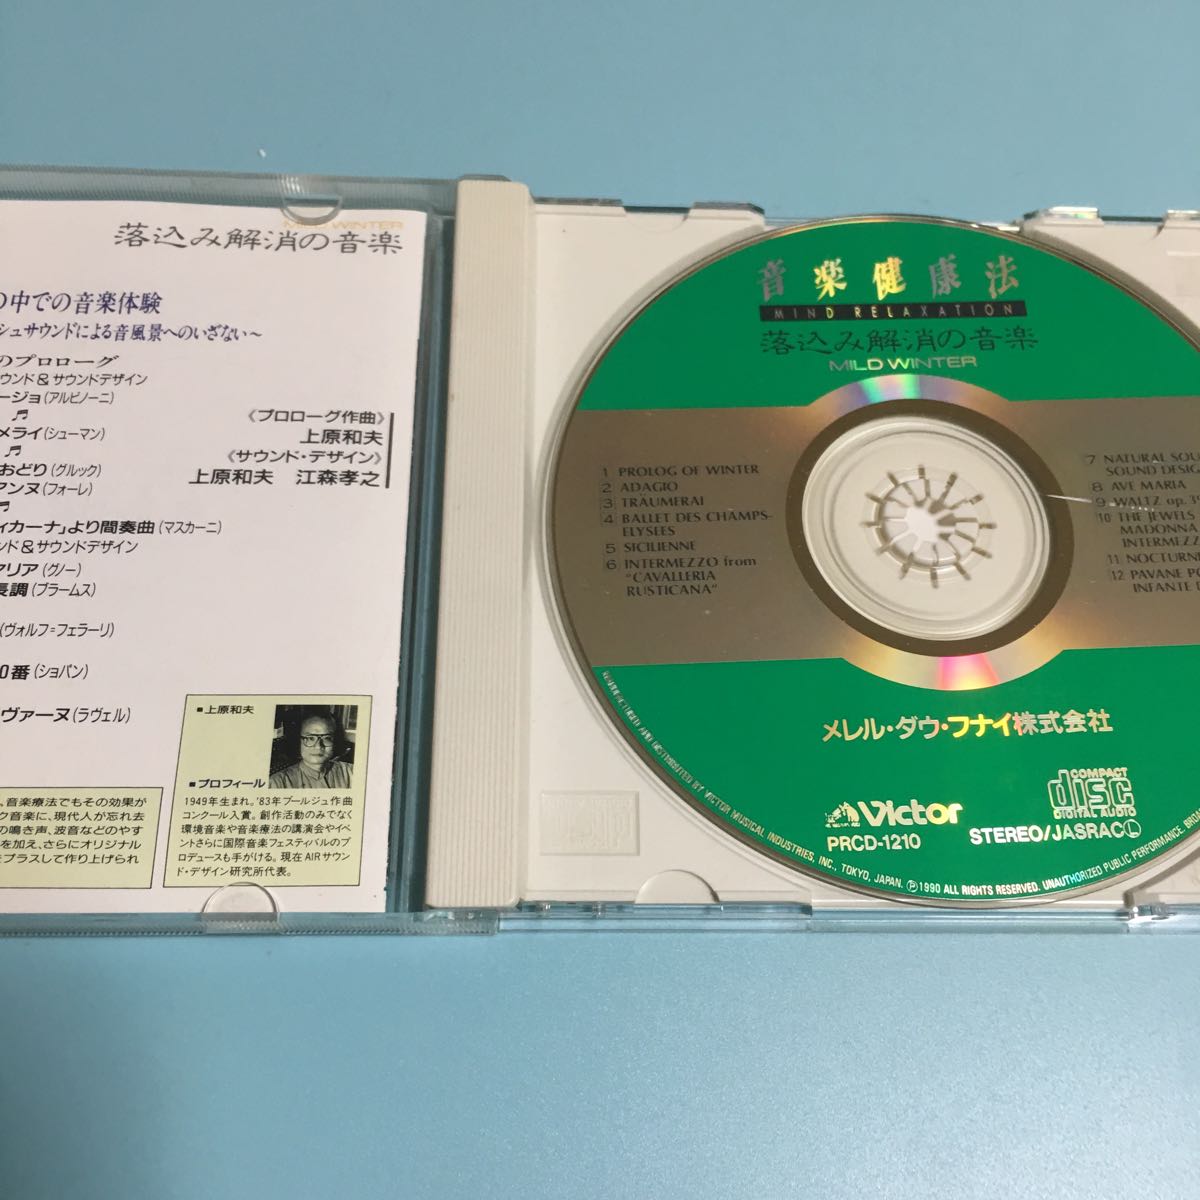 MILD WINTER
落込み解消の音楽
の中での音楽体験
シュサウンドによる音風景へのいざない～
のプロローグ
ウンド＆サウンドデザイン
ージョ(アルビノーニ)
♬
メライ(シューマン)
♬
おどり(グルック)
アンヌ(フォーレ)
♬
ィカーナ」より間奏曲(マスカーニ)
ンド＆サウンドデザイン
アリア(グノー)
長調(ブラームス)
(ヴォルフ=フェラーリ)
0番(ショパン)
ヴァーヌ(ラヴェル)
《プロローグ作曲》
上原和夫
《サウンド・デザイン》
上原和夫 江森孝之
、音楽療法でもその効果が
ク音楽に、現代人が忘れ去
の鳴き声、波音などのやす
を加え、さらにオリジナル
をプラスして作り上げられ
■上原和夫
■プロフィール
1949年生まれ。'83年ブールジュ作曲
コンクール入賞。創作活動のみでなく
環境音楽や音楽療法の講演会やイベ
ントさらに国際音楽フェスティバルのプ
ロデュースも手がける。現在AIRサウン
ド・デザイン研究所代表。
音楽健康法
MIND RELAXATION
落込み解消の音楽
MILD WINTER
1 PROLOG OF WINTER
2 ADAGIO
3 TRÄUMERAI
4 BALLET DES CHAMPS-
ELYSEES
5 SICILIENNE
6 INTERMEZZO from
"CAVALLERIA
RUSTICANA"
7 NATURAL SOU
SOUND DESIG
8 AVE MARIA
9 WALTZ op.39
10 THE JEWELS
MADONNA
INTERMEZZ
11 NOCTURNE
12 PAVANE PO
INFANTE D
メレル・ダウ・フナイ株式会社
Victor
PRCD-1210
COMPACT
disc
DIGITAL AUDIO
STEREO/JASRAC L
MANUFACTURED AND DISTRIBUTED BY VICTOR MUSICAL INDUSTRIES, INC., TOKYO, JAPAN. ℗1990 ALL RIGHTS RESERVED. UNAUTHORIZED PUBLIC PERFORMANCE, BROA